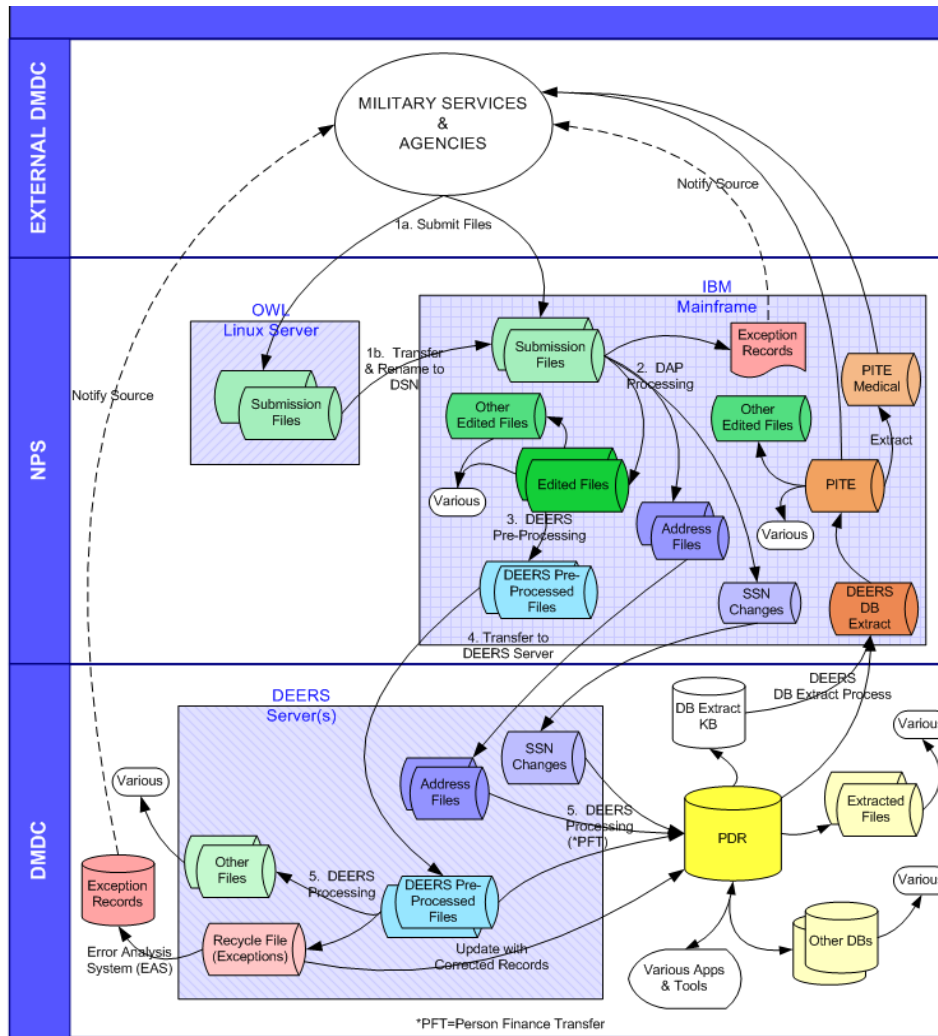 EXTERNAL DMDC
MILITARY SERVICES
&
AGENCIES
Notify Source
1a. Submit Files
NPS
OWL
Linux Server
Submission
Files
1b. Transfer
& Rename to
DSN
Notify Source
IBM
Mainframe
Submission
Files
Exception
Records
2. DAP
Processing
PITE
Medical
Other
Edited Files
Other
Edited Files
Extract
Edited Files
PITE
Various
Various
3. DEERS
Pre-Processing
Address
Files
DEERS Pre-
Processed
Files
SSN
Changes
DEERS
DB
Extract
4. Transfer to
DEERS Server
DMDC
DEERS
Server(s)
DEERS
DB Extract Process
DB Extract
KB
SSN
Changes
Various
Various
Address
Files
Extracted
Files
5. DEERS
Processing
(*PFT)
PDR
Other
Files
5. DEERS
Processing
DEERS Pre-
Processed
Files
Exception
Records
Various
Recycle File
(Exceptions)
Error Analysis
System (EAS)
Update with
Corrected Records
Other DBs
Various Apps
& Tools
*PFT=Person Finance Transfer